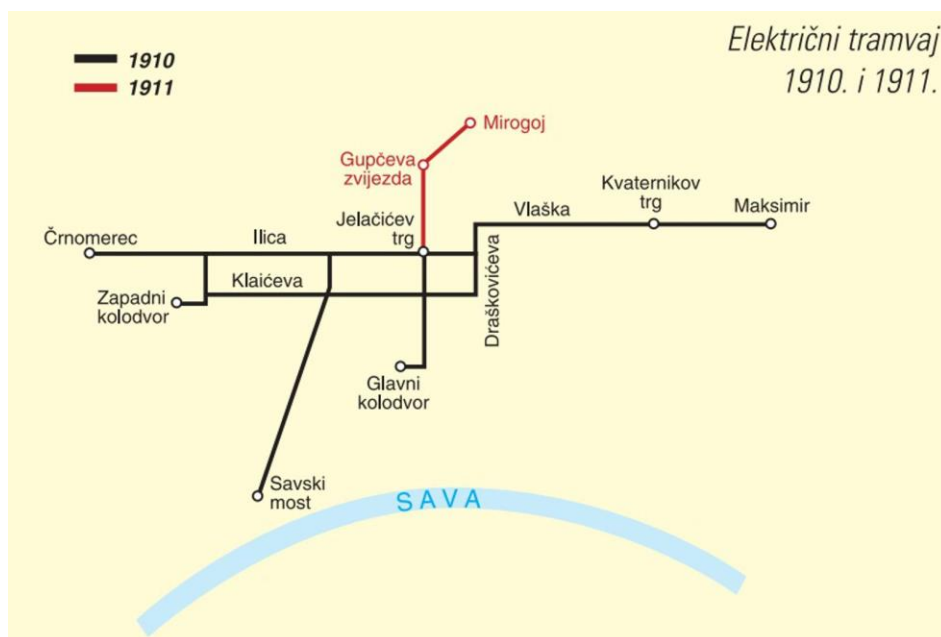 1910
1911
Električni tramvaj
1910. i 1911.
Mirogoj
Gupčeva
zvijezda
Kvaternikov
trg
Vlaška
Maksimir
Jelačićev
trg
Ilica
Črnomerec
Klaićeva
Draškovićeva
Zapadni
kolodvor
Glavni
kolodvor
Savski
most
SAVA